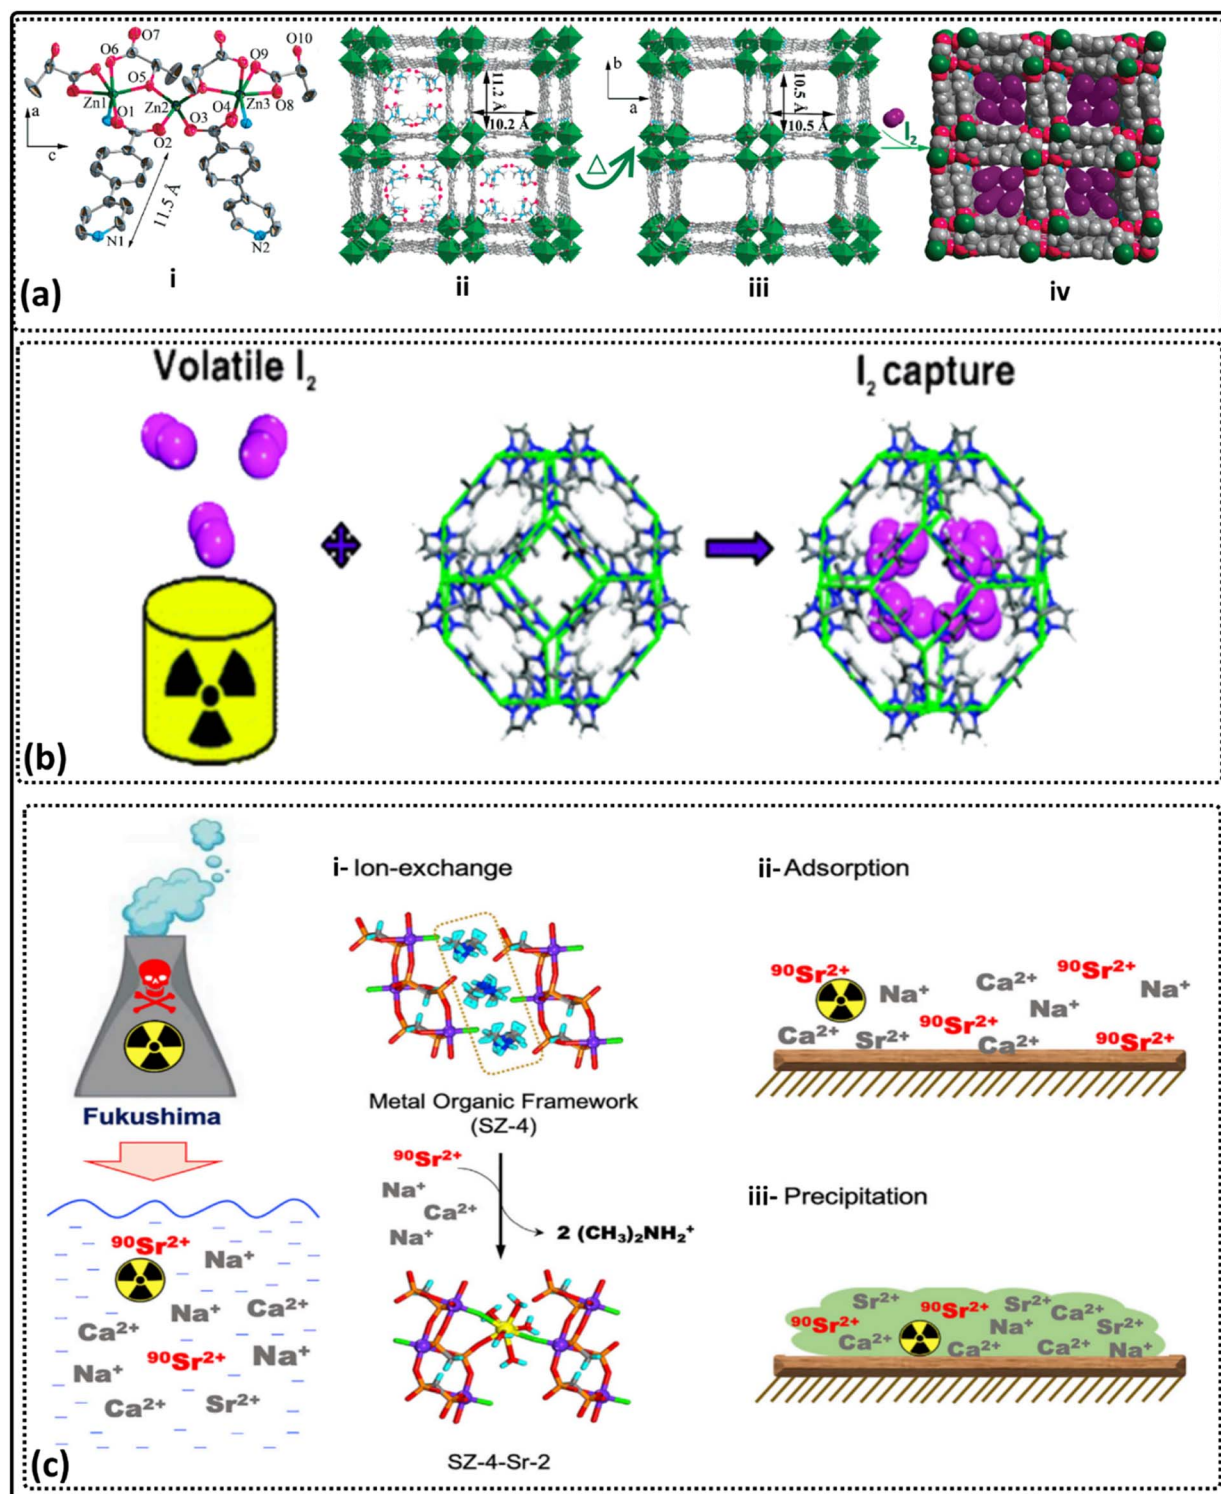 O7
O6
O9
O10
O5
Zn1
Zn2
O4
Zn3
O8
O1
O3
O2
a
c
11.5 Å
N1
N2
i
11.2 Å
10.2 Å
ii
△
b
a
10.5 Å
10.5 Å
iii
I₂
iv
(a)
Volatile I₂
I₂ capture
(b)
Fukushima
⁹⁰Sr²⁺
Na⁺
Na⁺
Ca²⁺
Ca²⁺
⁹⁰Sr²⁺
Na⁺
Na⁺
Ca²⁺
Sr²⁺
i- Ion-exchange
Metal Organic Framework
(SZ-4)
⁹⁰Sr²⁺
Na⁺
Ca²⁺
Na⁺
2 (CH₃)₂NH₂⁺
SZ-4-Sr-2
ii- Adsorption
⁹⁰Sr²⁺
Na⁺
Ca²⁺
⁹⁰Sr²⁺
Na⁺
Na⁺
Ca²⁺
Sr²⁺
⁹⁰Sr²⁺
Ca²⁺
⁹⁰Sr²⁺
iii- Precipitation
Sr²⁺
⁹⁰Sr²⁺
Sr²⁺
Ca²⁺
⁹⁰Sr²⁺
Na⁺
Sr²⁺
Ca²⁺
Ca²⁺
Ca²⁺
Na⁺
(c)